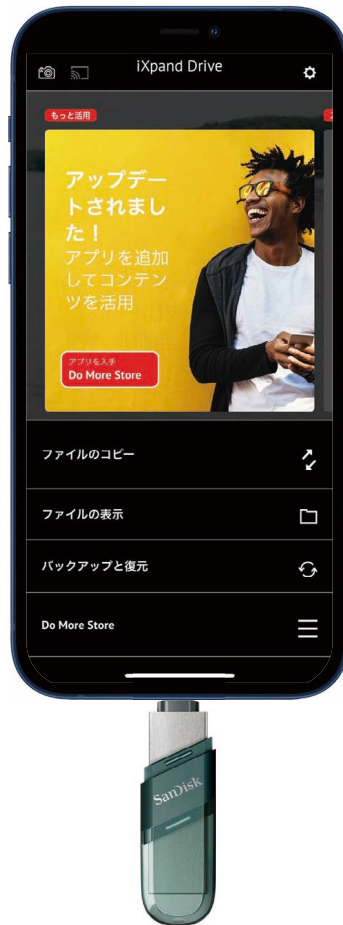 iXpand Drive
もっと活用
アップデー
トされまし
た！
アプリを追加
してコンテン
ツを活用
アプリを入手
Do More Store
ファイルのコピー
ファイルの表示
バックアップと復元
Do More Store
SanDisk